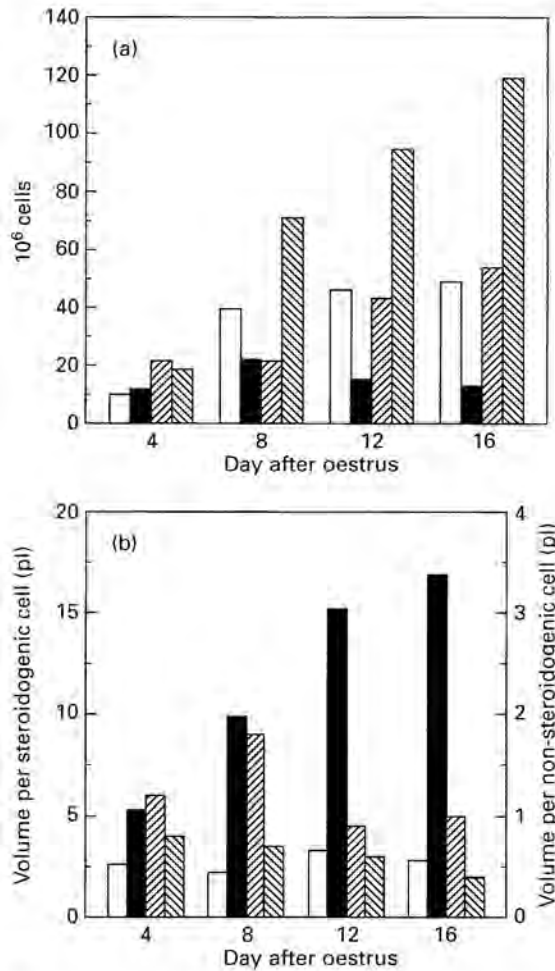 140
120
100
80
60
40
20
0
(a)
10⁶ cells
4 8 12 16
Day after oestrus
20
15
10
5
0
(b)
Volume per steroidogenic cell (pl)
4
3
2
1
0
Volume per non-steroidogenic cell (pl)
4 8 12 16
Day after oestrus